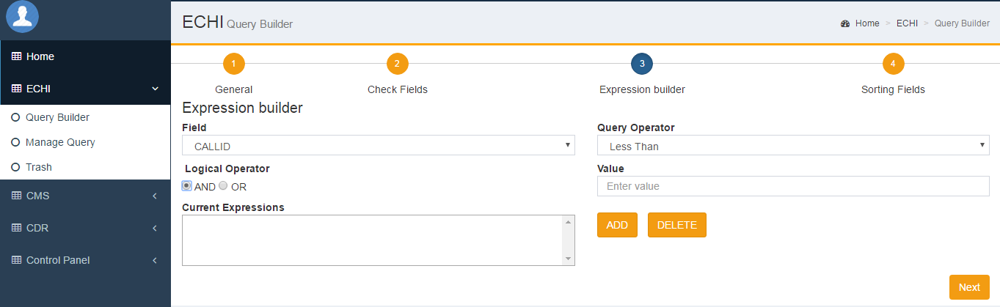 ECHI Query Builder
Home > ECHI > Query Builder
Home
ECHI
Query Builder
Manage Query
Trash
CMS
CDR
Control Panel
1
General
2
Check Fields
3
Expression builder
4
Sorting Fields
Expression builder
Field
CALLID
Query Operator
Less Than
Logical Operator
AND OR
Value
Enter value
Current Expressions
ADD DELETE
Next